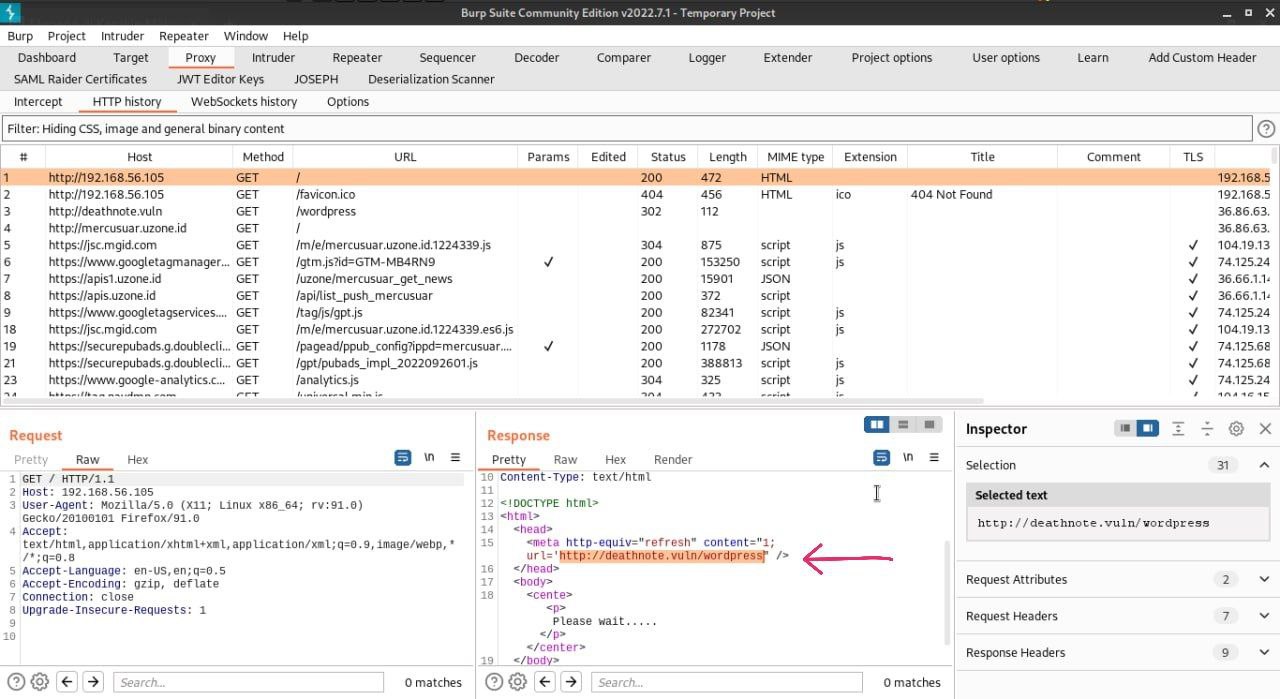 Burp Suite Community Edition v2022.7.1 - Temporary Project
Burp Project Intruder Repeater Window Help
Dashboard Target Proxy Intruder Repeater Sequencer Decoder Comparer Logger Extender Project options User options Learn Add Custom Header
SAML Raider Certificates JWT Editor Keys JOSEPH Deserialization Scanner
Intercept HTTP history WebSockets history Options
Filter: Hiding CSS, image and general binary content
# Host Method URL Params Edited Status Length MIME type Extension Title Comment TLS
1 http://192.168.56.105 GET / 200 472 HTML 192.168.5
2 http://192.168.56.105 GET /favicon.ico 404 456 HTML ico 404 Not Found 192.168.5
3 http://deathnote.vuln GET /wordpress 302 112 36.86.63.
4 http://mercusuar.uzone.id GET / 36.86.63.
5 https://jsc.mgid.com GET /m/e/mercusuar.uzone.id.1224339.js 304 875 script js ✓ 104.19.13
6 https://www.googletagmanager... GET /gtm.js?id=GTM-MB4RN9 ✓ 200 153250 script js ✓ 74.125.24
7 https://apis1.uzone.id GET /uzone/mercusuar_get_news 200 15901 JSON ✓ 36.66.1.14
8 https://apis.uzone.id GET /api/list_push_mercusuar 200 372 script ✓ 36.66.1.14
9 https://www.googletagservices.... GET /tag/js/gpt.js 200 82341 script js ✓ 74.125.24
18 https://jsc.mgid.com GET /m/e/mercusuar.uzone.id.1224339.es6.js 200 272702 script js ✓ 104.19.13
19 https://securepubads.g.doublecli... GET /pagead/ppub_config?ippd=mercusuar.... ✓ 200 1178 JSON ✓ 74.125.68
21 https://securepubads.g.doublecli... GET /gpt/pubads_impl_2022092601.js 200 388813 script js ✓ 74.125.68
23 https://www.google-analytics.c... GET /analytics.js 304 325 script js ✓ 74.125.24
Request
Pretty Raw Hex \n
1 GET / HTTP/1.1
2 Host: 192.168.56.105
3 User-Agent: Mozilla/5.0 (X11; Linux x86_64; rv:91.0)
Gecko/20100101 Firefox/91.0
4 Accept:
text/html,application/xhtml+xml,application/xml;q=0.9,image/webp,*
/*;q=0.8
5 Accept-Language: en-US,en;q=0.5
6 Accept-Encoding: gzip, deflate
7 Connection: close
8 Upgrade-Insecure-Requests: 1
9
10
Search...
0 matches
Response
Pretty Raw Hex Render \n
10 Content-Type: text/html
11
12 <!DOCTYPE html>
13 <html>
14 <head>
15 <meta http-equiv="refresh" content="1;
url='http://deathnote.vuln/wordpress" />
16 </head>
17 <body>
18 <cente>
<p>
Please wait.....
</p>
</center>
19 </body>
Search...
0 matches
Inspector
Selection 31
Selected text
http://deathnote.vuln/wordpress
Request Attributes 2
Request Headers 7
Response Headers 9